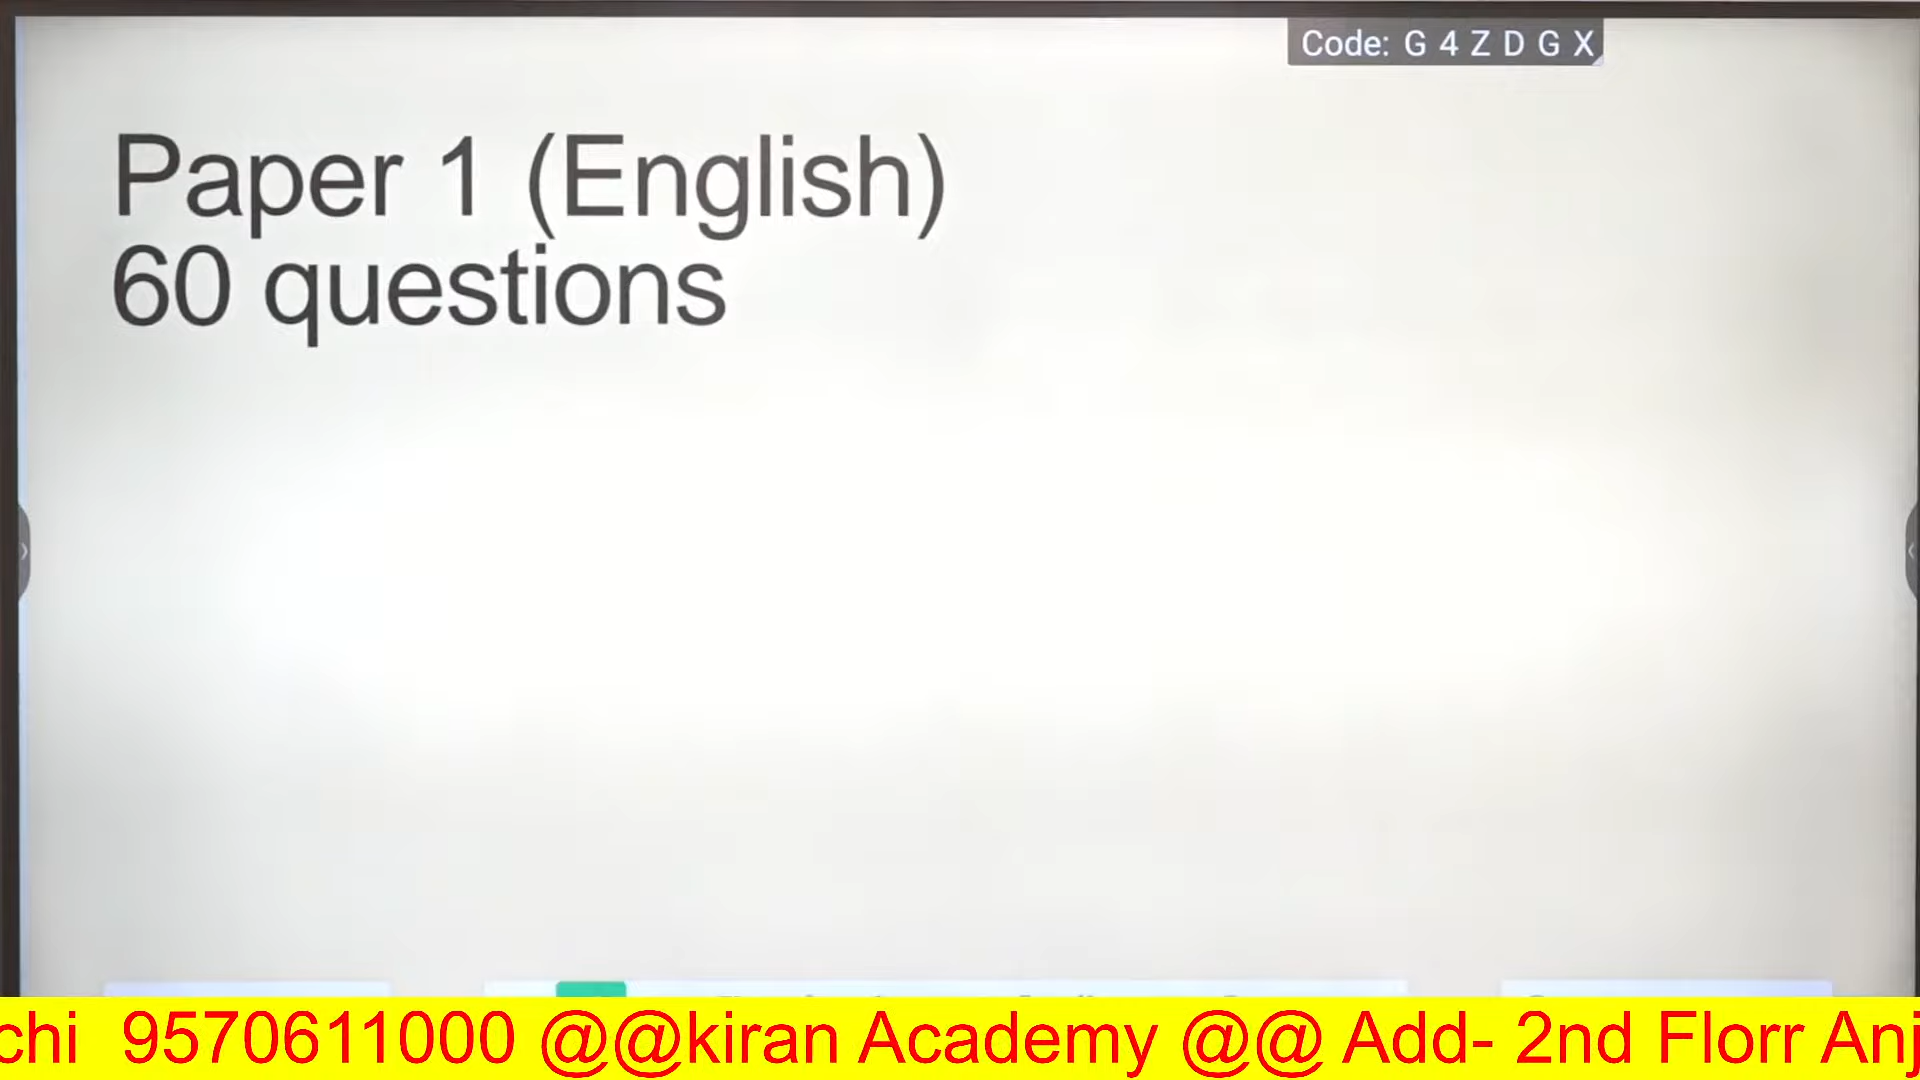 Code: G 4 Z D G X
Paper 1 (English)
60 questions
chi 9570611000 @@kiran Academy @@ Add- 2nd Florr Anj